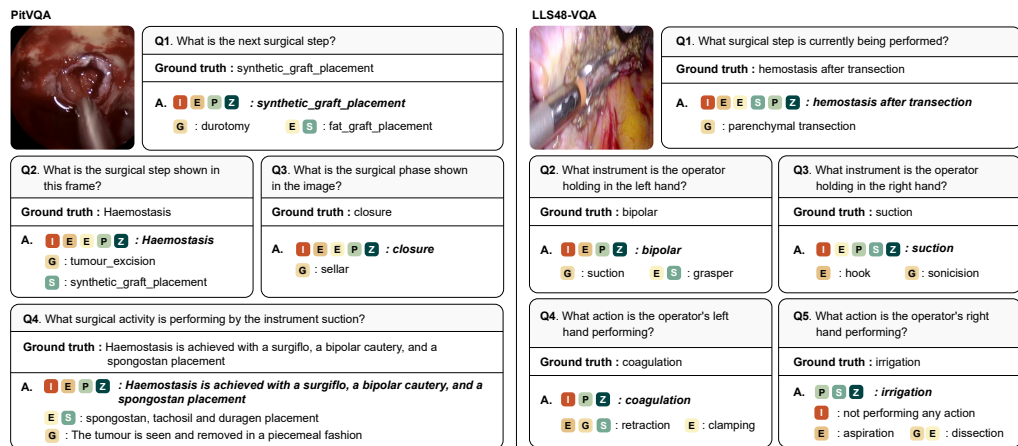 PitVQA
Q1. What is the next surgical step?
Ground truth : synthetic_graft_placement
A. I E P Z : synthetic_graft_placement
G : durotomy E S : fat_graft_placement
Q2. What is the surgical step shown in
this frame?
Ground truth : Haemostasis
A. I E E P Z : Haemostasis
G : tumour_excision
S : synthetic_graft_placement
Q3. What is the surgical phase shown
in the image?
Ground truth : closure
A. I E E P Z : closure
G : sellar
Q4. What surgical activity is performing by the instrument suction?
Ground truth : Haemostasis is achieved with a surgiflo, a bipolar cautery, and a
spongostan placement
A. I E P Z : Haemostasis is achieved with a surgiflo, a bipolar cautery, and a
spongostan placement
E S : spongostan, tachosil and duragen placement
G : The tumour is seen and removed in a piecemeal fashion
LLS48-VQA
Q1. What surgical step is currently being performed?
Ground truth : hemostasis after transection
A. I E E S P Z : hemostasis after transection
G : parenchymal transection
Q2. What instrument is the operator
holding in the left hand?
Ground truth : bipolar
A. I E P Z : bipolar
G : suction E S : grasper
Q3. What instrument is the operator
holding in the right hand?
Ground truth : suction
A. I E P S Z : suction
E : hook G : sonicision
Q4. What action is the operator's left
hand performing?
Ground truth : coagulation
A. I P Z : coagulation
E G S : retraction E : clamping
Q5. What action is the operator's right
hand performing?
Ground truth : irrigation
A. P S Z : irrigation
I : not performing any action
E : aspiration G E : dissection